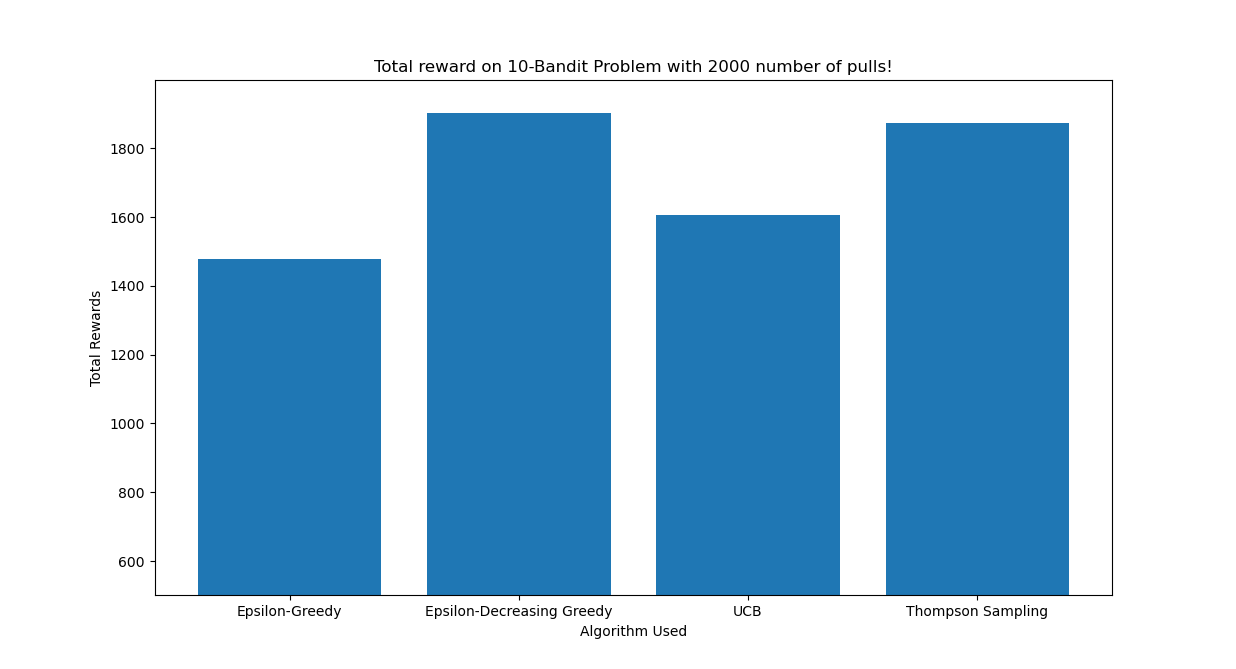 Total reward on 10-Bandit Problem with 2000 number of pulls!
1800
1600
1400
1200
1000
800
600
Total Rewards
Epsilon-Greedy
Epsilon-Decreasing Greedy
UCB
Thompson Sampling
Algorithm Used